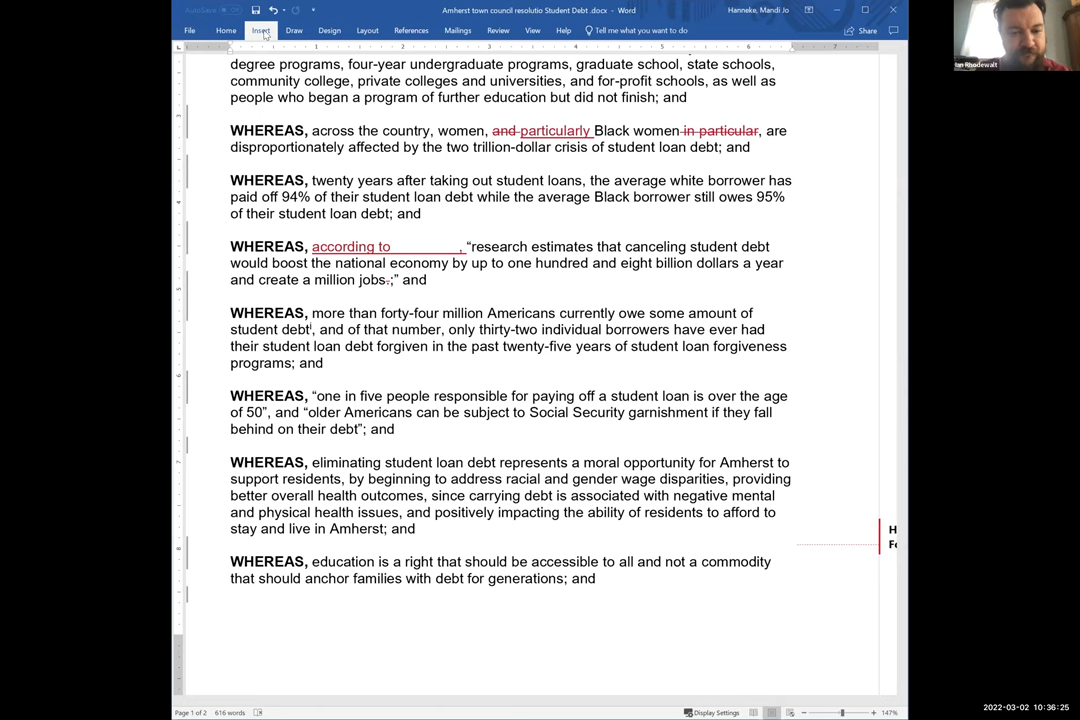 AutoSave Off
Amherst town council resolutio Student Debt .docx - Word
Hanneke, Mandi Jo
File Home Insert Draw Design Layout References Mailings Review View Help Tell me what you want to do Share
degree programs, four-year undergraduate programs, graduate school, state schools,
community college, private colleges and universities, and for-profit schools, as well as
people who began a program of further education but did not finish; and
WHEREAS, across the country, women, and particularly Black women in particular, are
disproportionately affected by the two trillion-dollar crisis of student loan debt; and
WHEREAS, twenty years after taking out student loans, the average white borrower has
paid off 94% of their student loan debt while the average Black borrower still owes 95%
of their student loan debt; and
WHEREAS, according to ________, “research estimates that canceling student debt
would boost the national economy by up to one hundred and eight billion dollars a year
and create a million jobs.;” and
WHEREAS, more than forty-four million Americans currently owe some amount of
student debtⁱ, and of that number, only thirty-two individual borrowers have ever had
their student loan debt forgiven in the past twenty-five years of student loan forgiveness
programs; and
WHEREAS, “one in five people responsible for paying off a student loan is over the age
of 50”, and “older Americans can be subject to Social Security garnishment if they fall
behind on their debt”; and
WHEREAS, eliminating student loan debt represents a moral opportunity for Amherst to
support residents, by beginning to address racial and gender wage disparities, providing
better overall health outcomes, since carrying debt is associated with negative mental
and physical health issues, and positively impacting the ability of residents to afford to
stay and live in Amherst; and
H
Fo
WHEREAS, education is a right that should be accessible to all and not a commodity
that should anchor families with debt for generations; and
Page 1 of 2 616 words
Display Settings
147%
Ian Rhodewalt
2022-03-02 10:36:25